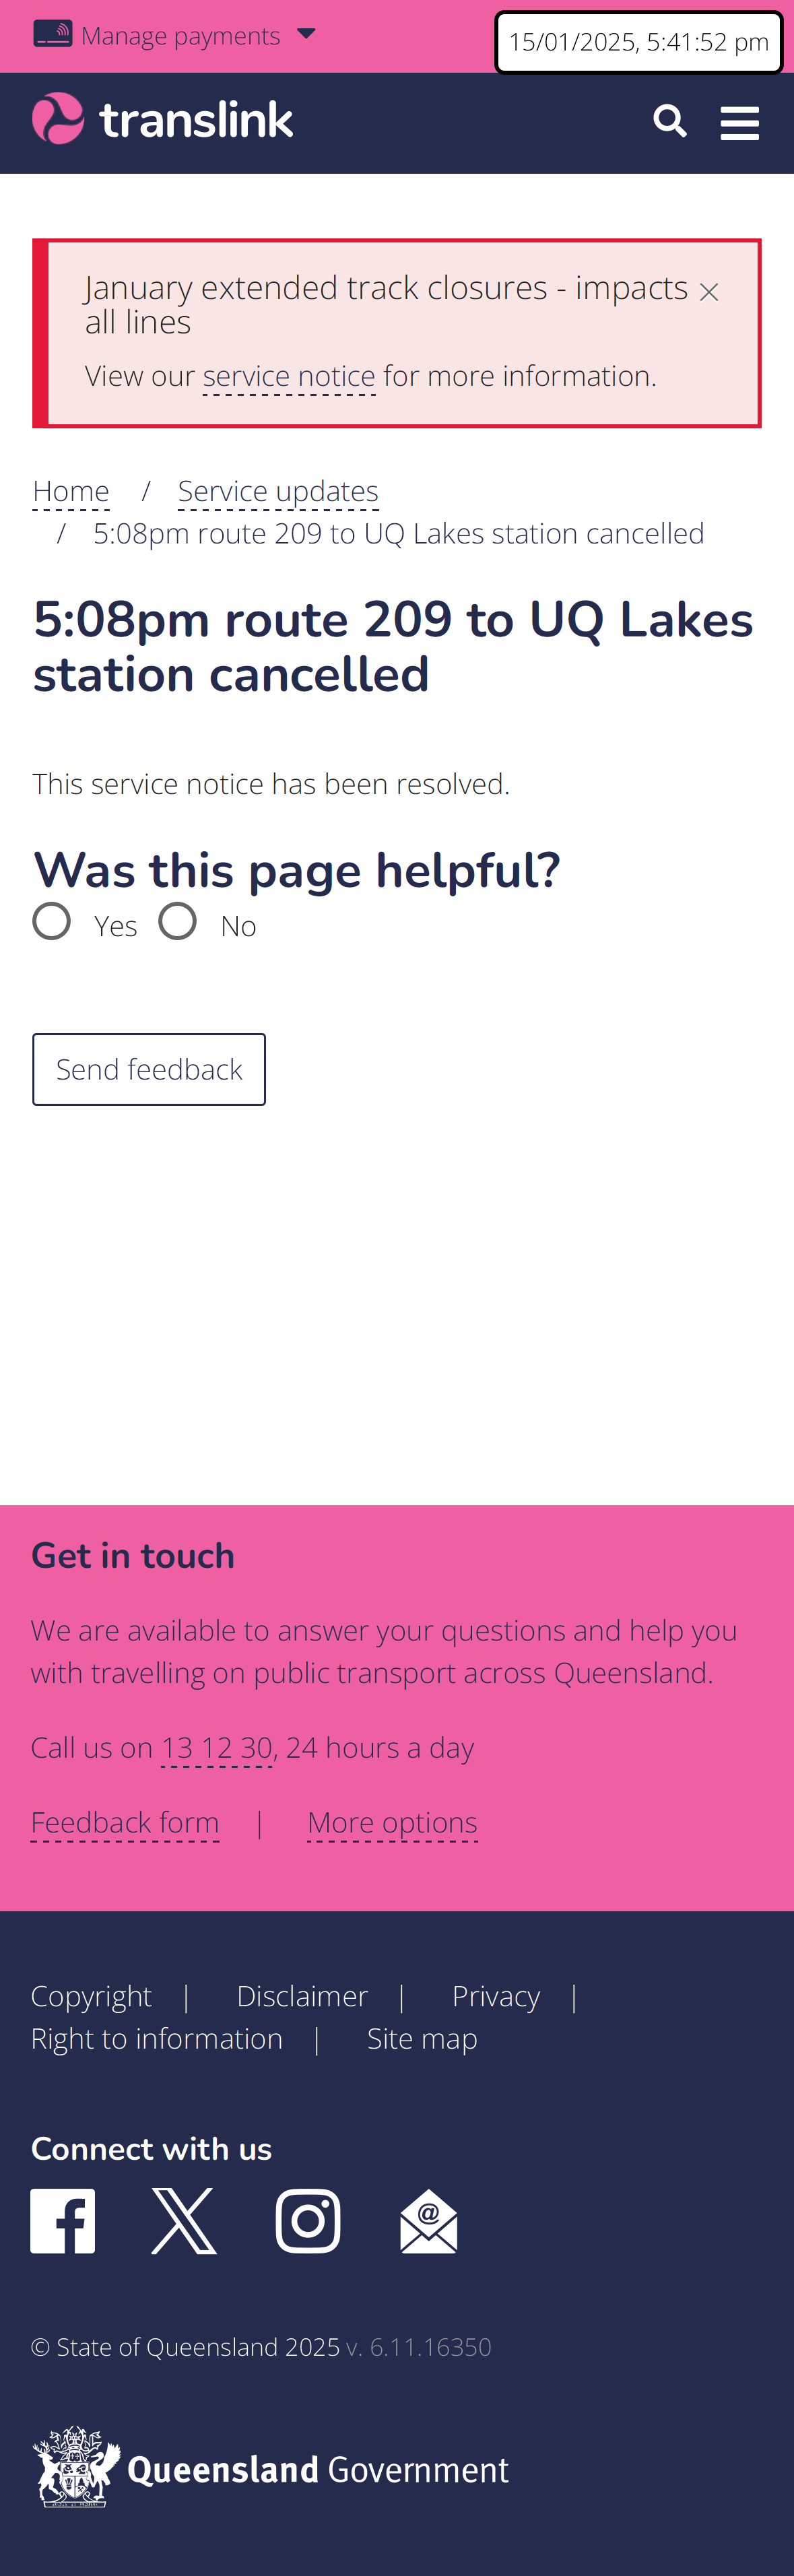 Manage payments
15/01/2025, 5:41:52 pm
translink
January extended track closures - impacts
all lines
View our service notice for more information.
Home / Service updates
/ 5:08pm route 209 to UQ Lakes station cancelled
5:08pm route 209 to UQ Lakes
station cancelled
This service notice has been resolved.
Was this page helpful?
Yes No
Send feedback
Get in touch
We are available to answer your questions and help you
with travelling on public transport across Queensland.
Call us on 13 12 30, 24 hours a day
Feedback form | More options
Copyright | Disclaimer | Privacy |
Right to information | Site map
Connect with us
© State of Queensland 2025 v. 6.11.16350
Queensland Government